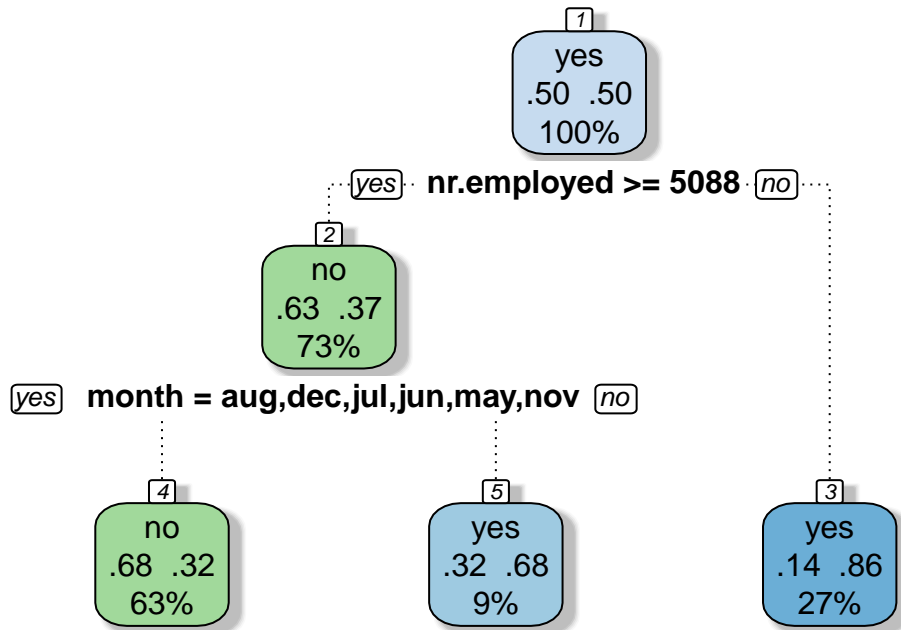 1
yes
.50 .50
100%
yes nr.employed >= 5088 no
2
no
.63 .37
73%
yes month = aug,dec,jul,jun,may,nov no
4 5 3
no yes yes
.68 .32 .32 .68 .14 .86
63% 9% 27%